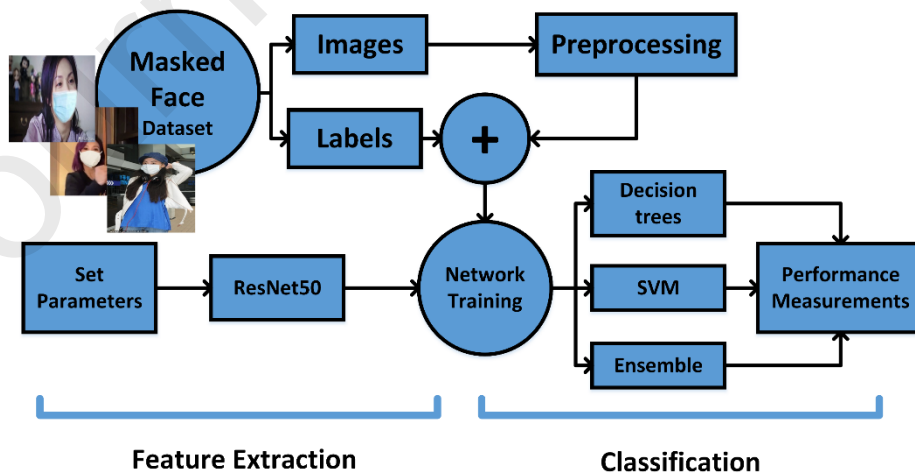 Masked
Face
Dataset
Images
Preprocessing
Labels
+
Set
Parameters
ResNet50
Network
Training
Decision
trees
SVM
Ensemble
Performance
Measurements
Feature Extraction
Classification